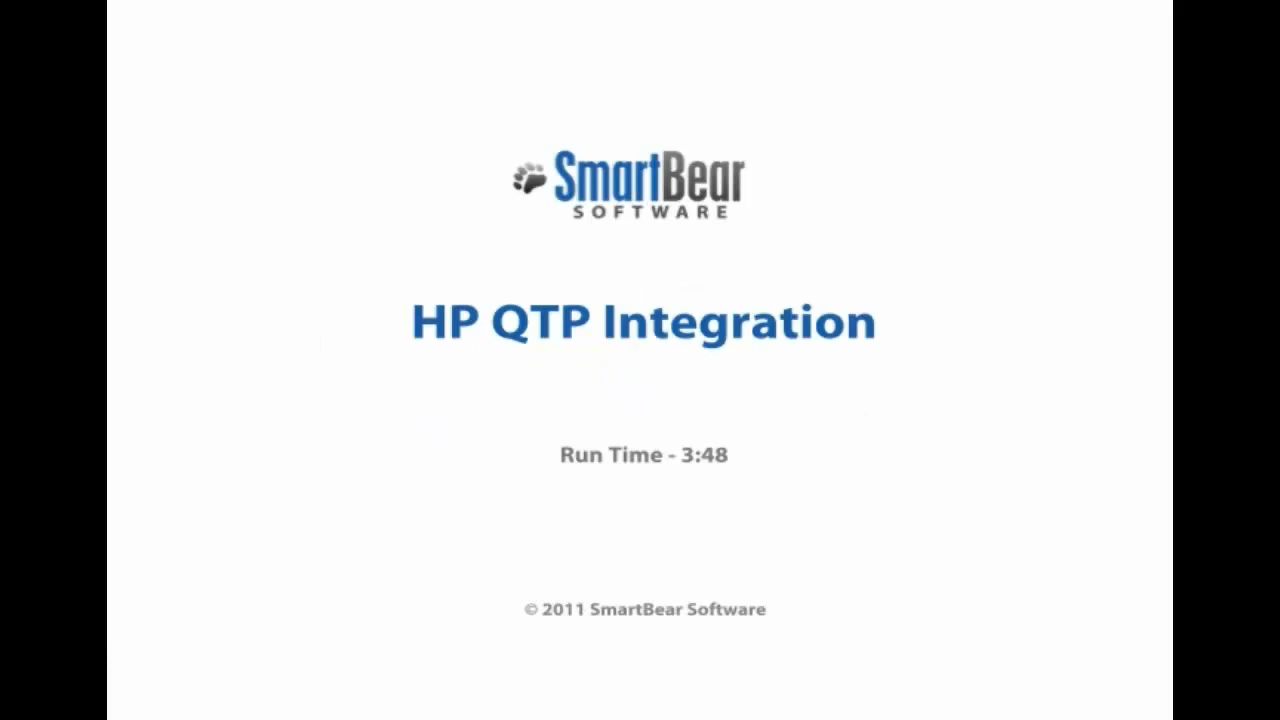 SmartBear
SOFTWARE
HP QTP Integration
Run Time - 3:48
© 2011 SmartBear Software